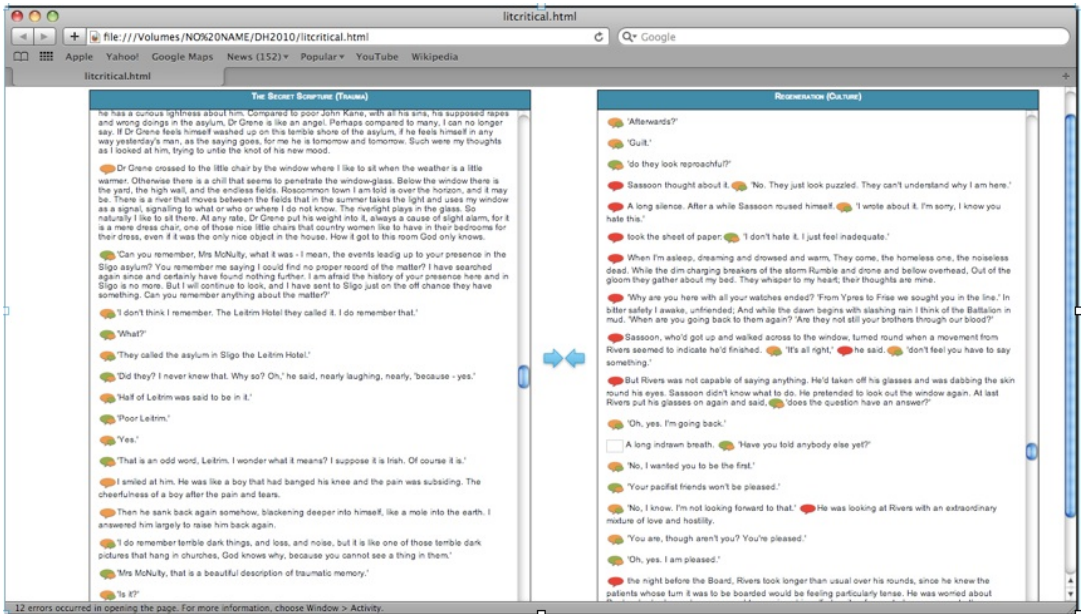 litcritical.html
file:///Volumes/NO%20NAME/DH2010/litcritical.html
Google
Apple Yahoo! Google Maps News (152) Popular YouTube Wikipedia
litcritical.html
The Secret Scripture (Trauma)
he has a curious lightness about him. Compared to poor John Kane, with all his sins, his supposed rapes
and wrong doings in the asylum, Dr Grene is like an angel. Perhaps compared to many, I can no longer
say. If Dr Grene feels himself washed up on this terrible shore of the asylum, if he feels himself in any
way yesterday's man, as the saying goes, for me he is tomorrow and tomorrow. Such were my thoughts
as I looked at him, trying to untie the knot of his new mood.
Dr Grene crossed to the little chair by the window where I like to sit when the weather is a little
warmer. Otherwise there is a chill that seems to penetrate the window-glass. Below the window there is
the yard, the high wall, and the endless fields. Roscommon town I am told is over the horizon, and it may
be. There is a river that moves between the fields that in the summer takes the light and uses my window
as a signal, signalling to what or who or where I do not know. The riverlight plays in the glass. So
naturally I like to sit there. At any rate, Dr Grene put his weight into it, always a cause of slight alarm, for it
is a mere dress chair, one of those nice little chairs that country women like to have in their bedrooms for
their dress, even if it was the only nice object in the house. How it got to this room God only knows.
'Can you remember, Mrs McNulty, what it was - I mean, the events leadig up to your presence in the
Sligo asylum? You remember me saying I could find no proper record of the matter? I have searched
again since and certainly have found nothing further. I am afraid the history of your presence here and in
Sligo is no more. But I will continue to look, and I have sent to Sligo just on the off chance they have
something. Can you remember anything about the matter?'
'I don't think I remember. The Leitrim Hotel they called it. I do remember that.'
'What?'
'They called the asylum in Sligo the Leitrim Hotel.'
'Did they? I never knew that. Why so? Oh,' he said, nearly laughing, nearly, 'because - yes.'
'Half of Leitrim was said to be in it.'
'Poor Leitrim.'
'Yes.'
'That is an odd word, Leitrim. I wonder what it means? I suppose it is Irish. Of course it is.'
I smiled at him. He was like a boy that had banged his knee and the pain was subsiding. The
cheerfulness of a boy after the pain and tears.
Then he sank back again somehow, blackening deeper into himself, like a mole into the earth. I
answered him largely to raise him back again.
'I do remember terrible dark things, and loss, and noise, but it is like one of those terrible dark
pictures that hang in churches, God knows why, because you cannot see a thing in them.'
'Mrs McNulty, that is a beautiful description of traumatic memory.'
'Is it?'
Regeneration (Culture)
'Afterwards?'
'Guilt.'
'do they look reproachful?'
Sassoon thought about it. 'No. They just look puzzled. They can't understand why I am here.'
A long silence. After a while Sassoon roused himself. 'I wrote about it. I'm sorry, I know you
hate this.'
took the sheet of paper: 'I don't hate it. I just feel inadequate.'
When I'm asleep, dreaming and drowsed and warm, They come, the homeless one, the noiseless
dead. While the dim charging breakers of the storm Rumble and drone and bellow overhead, Out of the
gloom they gather about my bed. They whisper to my heart; their thoughts are mine.
'Why are you here with all your watches ended? 'From Ypres to Frise we sought you in the line.' In
bitter safety I awake, unfriended; And while the dawn begins with slashing rain I think of the Battalion in
mud. 'When are you going back to them again? 'Are they not still your brothers through our blood?'
Sassoon, who'd got up and walked across to the window, turned round when a movement from
Rivers seemed to indicate he'd finished. 'It's all right,' he said. 'don't feel you have to say
something.'
But Rivers was not capable of saying anything. He'd taken off his glasses and was dabbing the skin
round his eyes. Sassoon didn't know what to do. He pretended to look out the window again. At last
Rivers put his glasses on again and said, 'does the question have an answer?'
'Oh, yes. I'm going back.'
A long indrawn breath. 'Have you told anybody else yet?'
'No, I wanted you to be the first.'
'Your pacifist friends won't be pleased.'
'No, I know. I'm not looking forward to that.' He was looking at Rivers with an extraordinary
mixture of love and hostility.
'You are, though aren't you? You're pleased.'
'Oh, yes. I am pleased.'
the night before the Board, Rivers took longer than usual over his rounds, since he knew the
patients whose turn it was to be boarded would be feeling particularly tense. He was worried about
12 errors occurred in opening the page. For more information, choose Window > Activity.